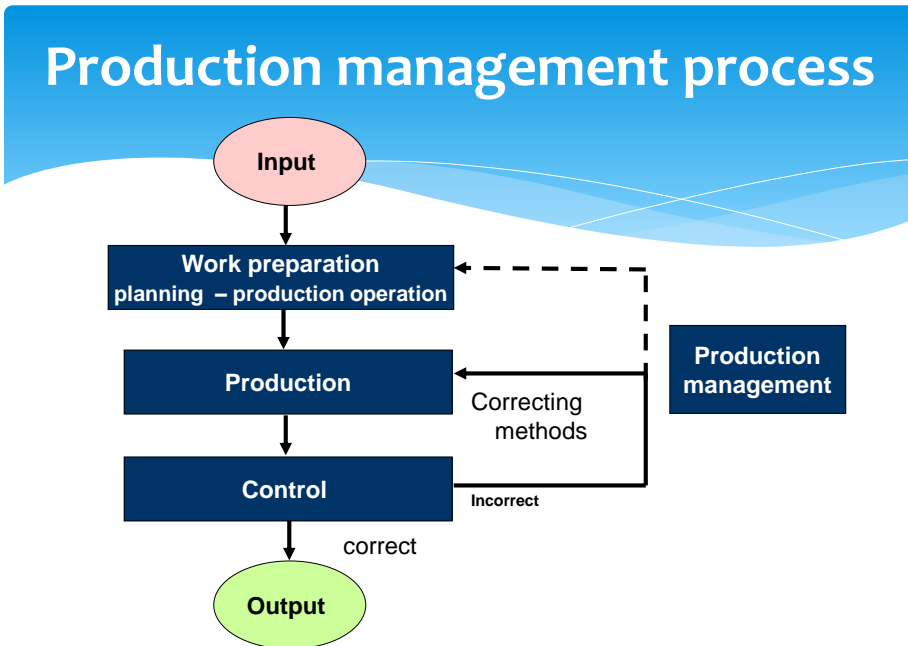 Production management process
Input
Work preparation
planning – production operation
Production
management
Production
Correcting
methods
Control
Incorrect
correct
Output